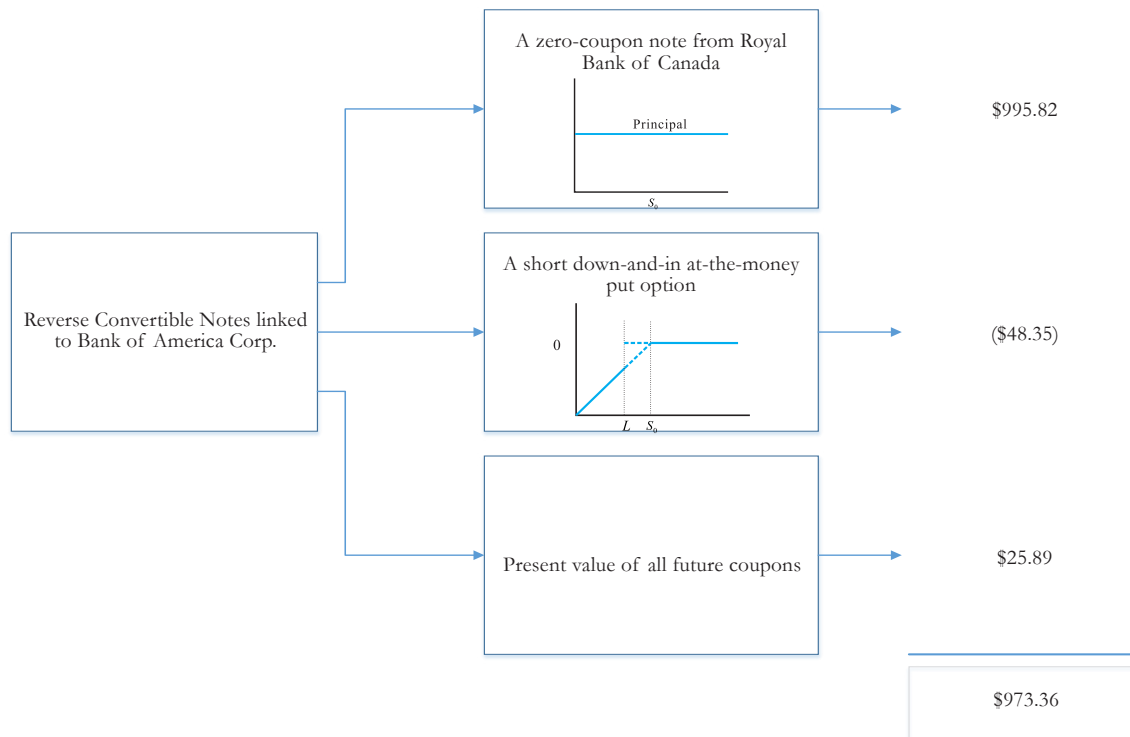 A zero-coupon note from Royal
Bank of Canada
Principal
S₀
$995.82
Reverse Convertible Notes linked
to Bank of America Corp.
A short down-and-in at-the-money
put option
0
L S₀
($48.35)
Present value of all future coupons
$25.89
$973.36